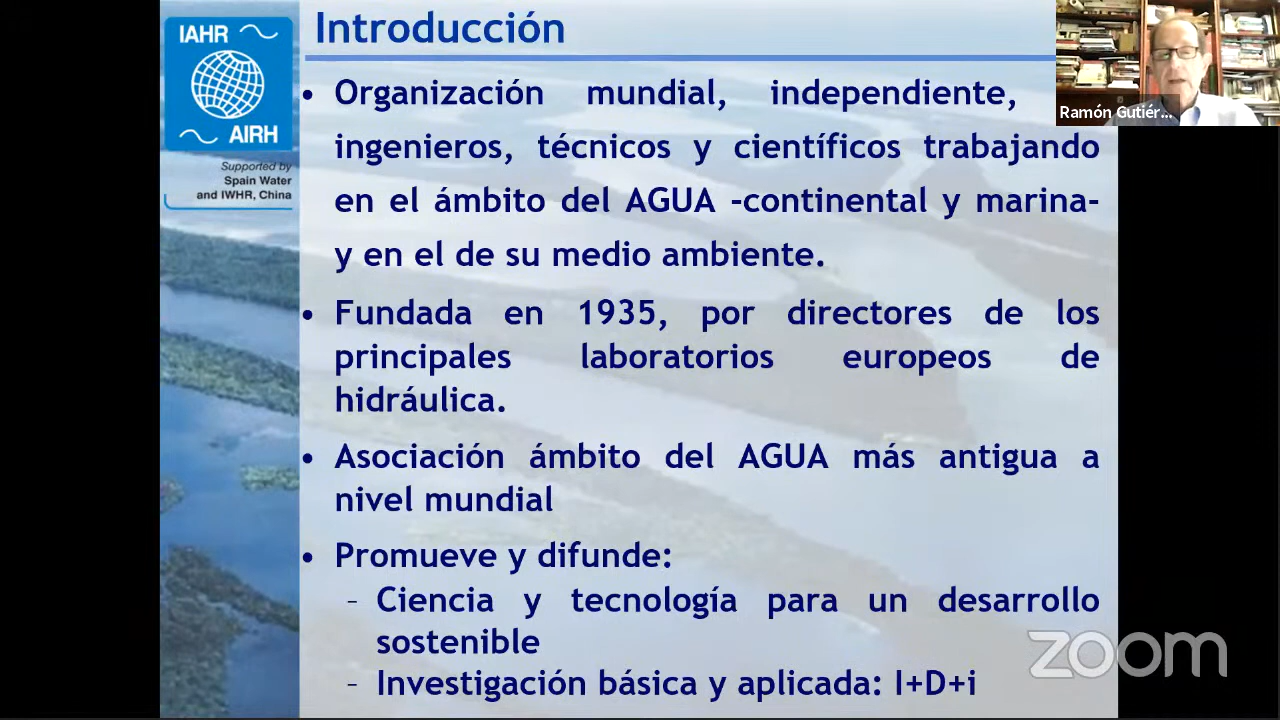 IAHR
AIRH
Supported by
Spain Water
and IWHR, China
Introducción
• Organización mundial, independiente,
ingenieros, técnicos y científicos trabajando
en el ámbito del AGUA -continental y marina-
y en el de su medio ambiente.
• Fundada en 1935, por directores de los
principales laboratorios europeos de
hidráulica.
• Asociación ámbito del AGUA más antigua a
nivel mundial
• Promueve y difunde:
– Ciencia y tecnología para un desarrollo
sostenible
– Investigación básica y aplicada: I+D+i
Ramón Gutiér...
zoom